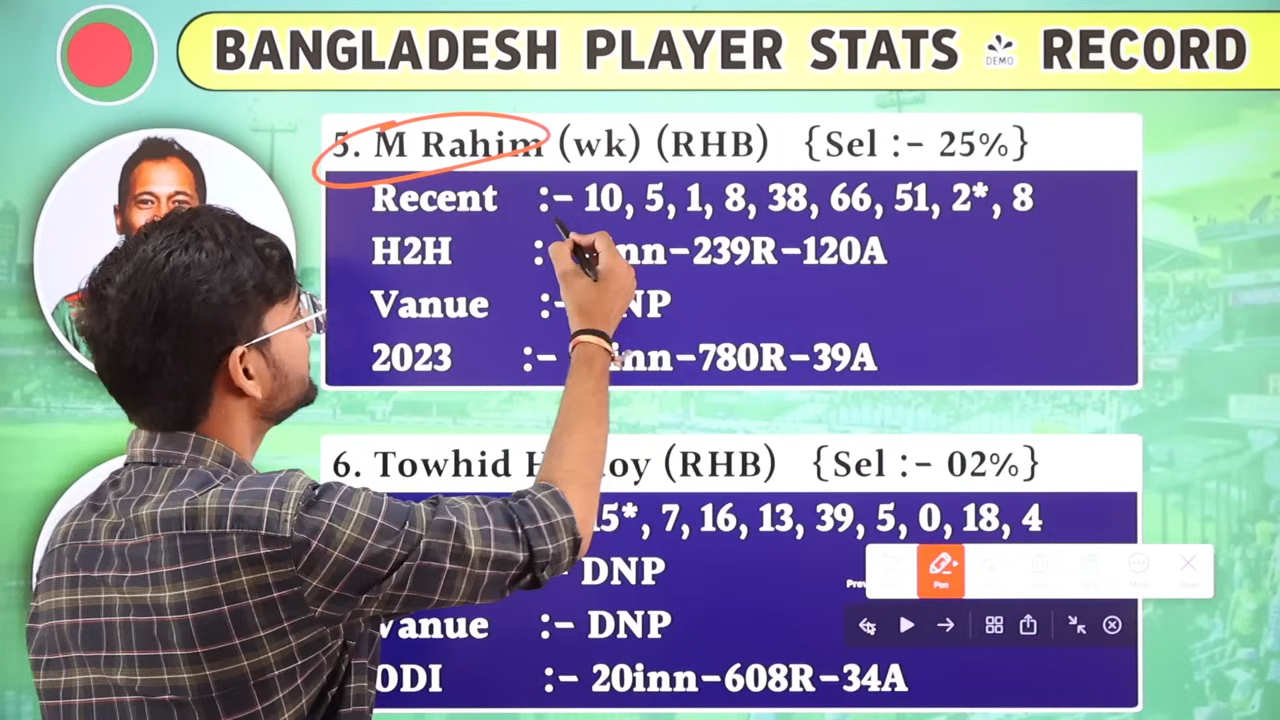 BANGLADESH PLAYER STATS DEMO RECORD
5. M Rahim (wk) (RHB) {Sel :- 25%}
Recent :- 10, 5, 1, 8, 38, 66, 51, 2*, 8
H2H : inn-239R-120A
Vanue :- NP
2023 :- inn-780R-39A
6. Towhid (RHB) {Sel :- 02%}
15*, 7, 16, 13, 39, 5, 0, 18, 4
- DNP
Vanue :- DNP
ODI :- 20inn-608R-34A
Pen